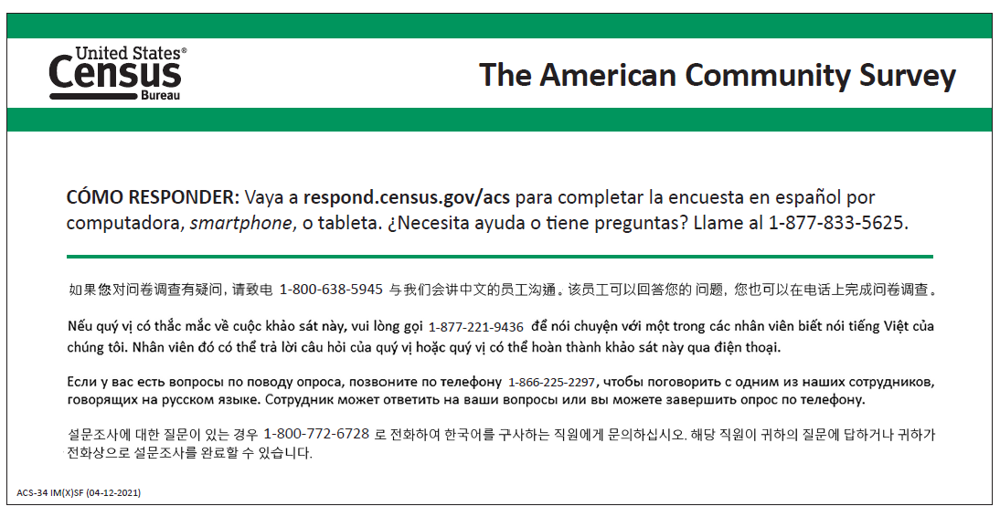 United States®
Census
Bureau
The American Community Survey
CÓMO RESPONDER: Vaya a respond.census.gov/acs para completar la encuesta en español por
computadora, smartphone, o tableta. ¿Necesita ayuda o tiene preguntas? Llame al 1-877-833-5625.
如果您对问卷调查有疑问，请致电 1-800-638-5945 与我们会讲中文的员工沟通。该员工可以回答您的 问题，您也可以在电话上完成问卷调查。
Nếu quý vị có thắc mắc về cuộc khảo sát này, vui lòng gọi 1-877-221-9436 để nói chuyện với một trong các nhân viên biết nói tiếng Việt của
chúng tôi. Nhân viên đó có thể trả lời câu hỏi của quý vị hoặc quý vị có thể hoàn thành khảo sát này qua điện thoại.
Если у вас есть вопросы по поводу опроса, позвоните по телефону 1-866-225-2297, чтобы поговорить с одним из наших сотрудников,
говорящих на русском языке. Сотрудник может ответить на ваши вопросы или вы можете завершить опрос по телефону.
설문조사에 대한 질문이 있는 경우 1-800-772-6728 로 전화하여 한국어를 구사하는 직원에게 문의하십시오. 해당 직원이 귀하의 질문에 답하거나 귀하가
전화상으로 설문조사를 완료할 수 있습니다.
ACS-34 IM(X)SF (04-12-2021)